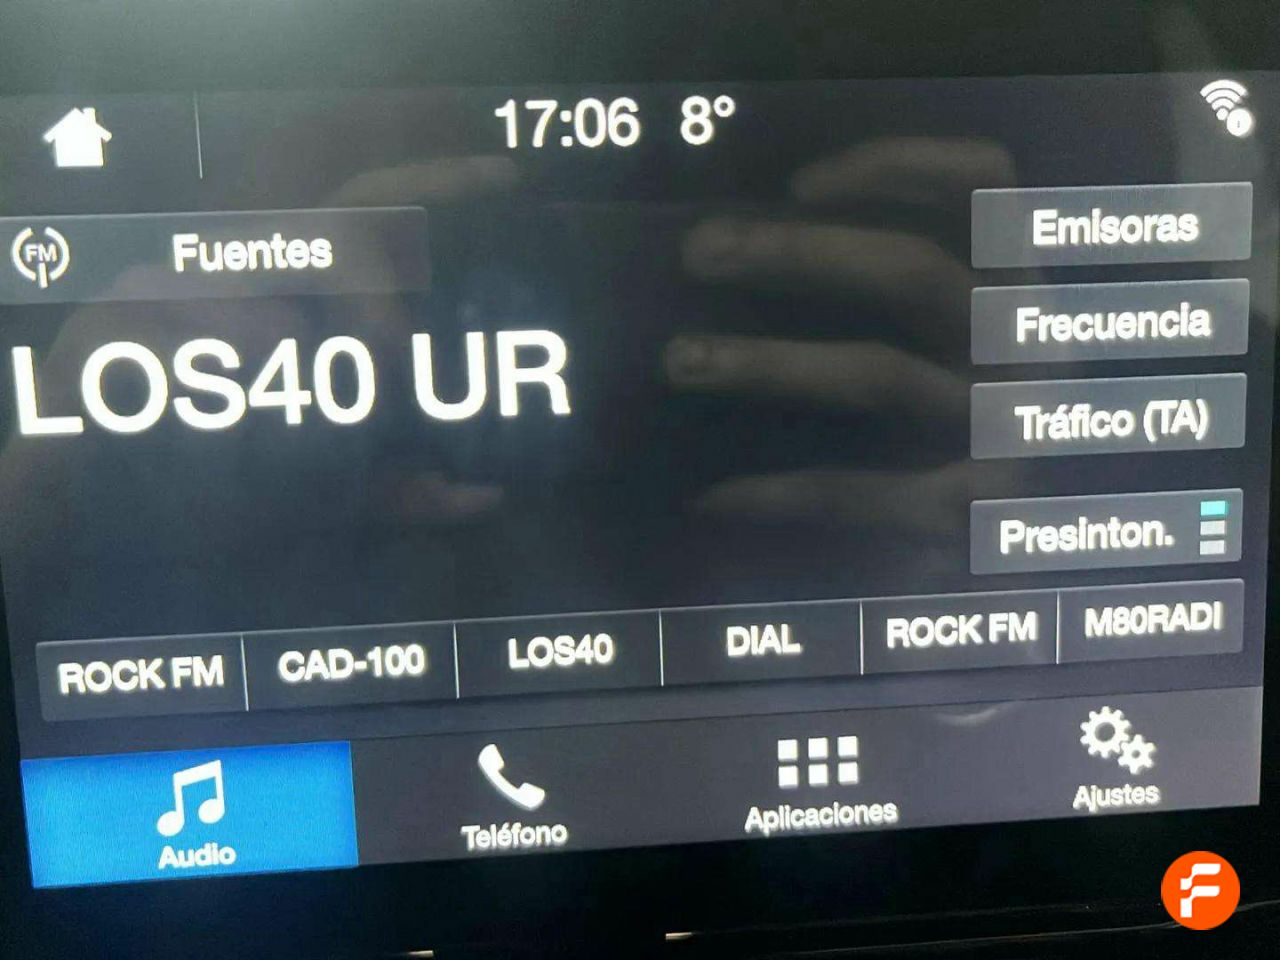 17:06 8°
FM Fuentes
Emisoras
Frecuencia
LOS40 UR
Tráfico (TA)
Presinton.
ROCK FM CAD-100 LOS40 DIAL ROCK FM M80RADI
Audio Teléfono Aplicaciones Ajustes
F